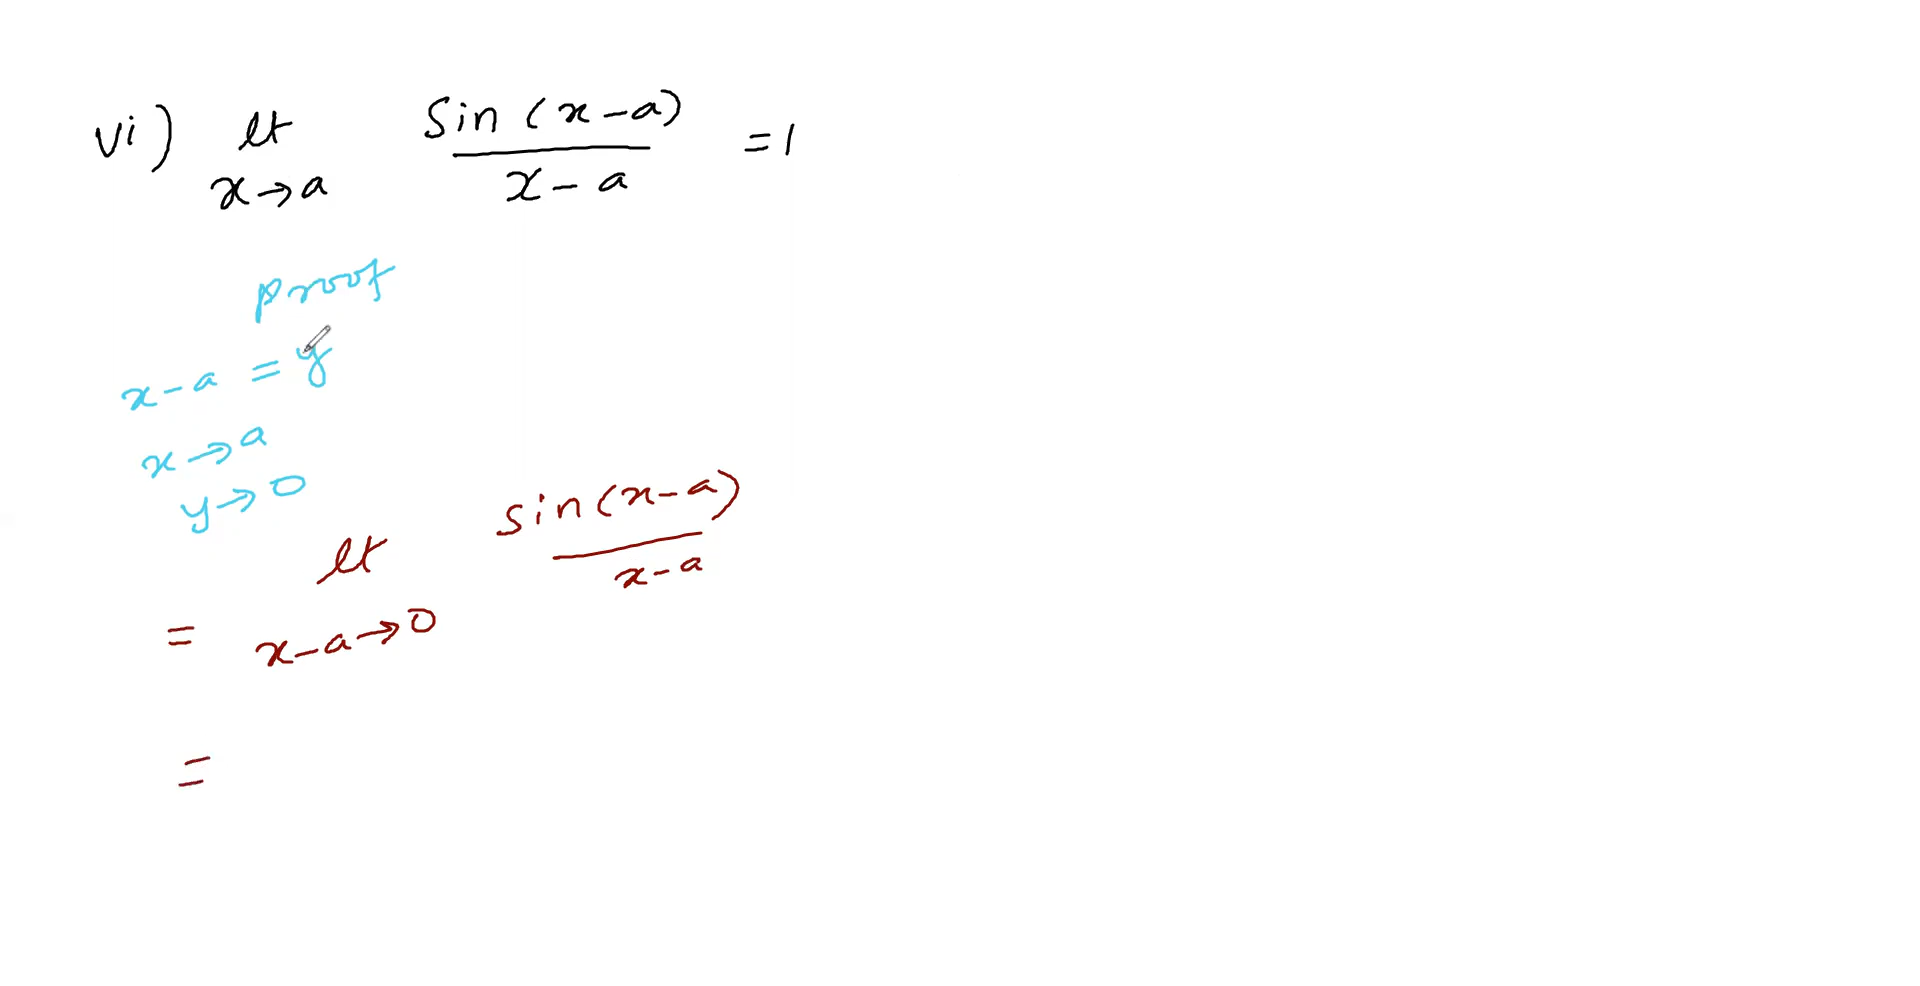 vi) lt sin (x-a) = 1
x→a x-a
proof
x-a = y
x→a
y→0
lt sin(x-a)
= x-a→0 x-a
=